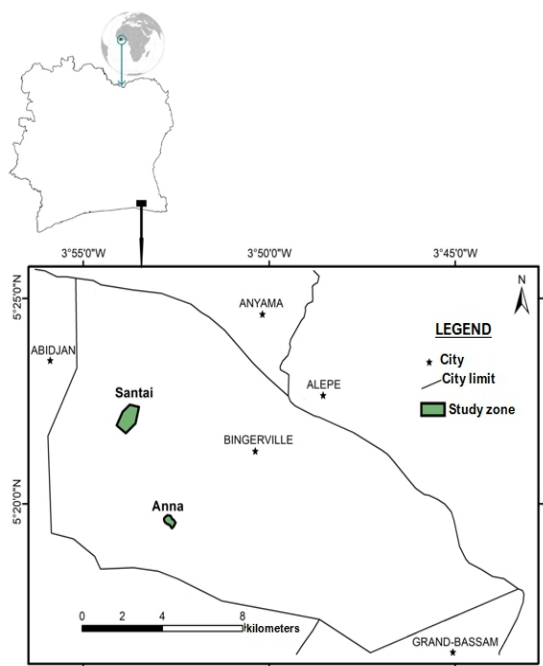 3°55'0"W 3°50'0"W 3°45'0"W
5°25'0"N
N
ANYAMA
LEGEND
City
City limit
Study zone
ABIDJAN
Santai
ALEPE
BINGERVILLE
5°20'0"N
Anna
0 2 4 8
kilometers
GRAND-BASSAM